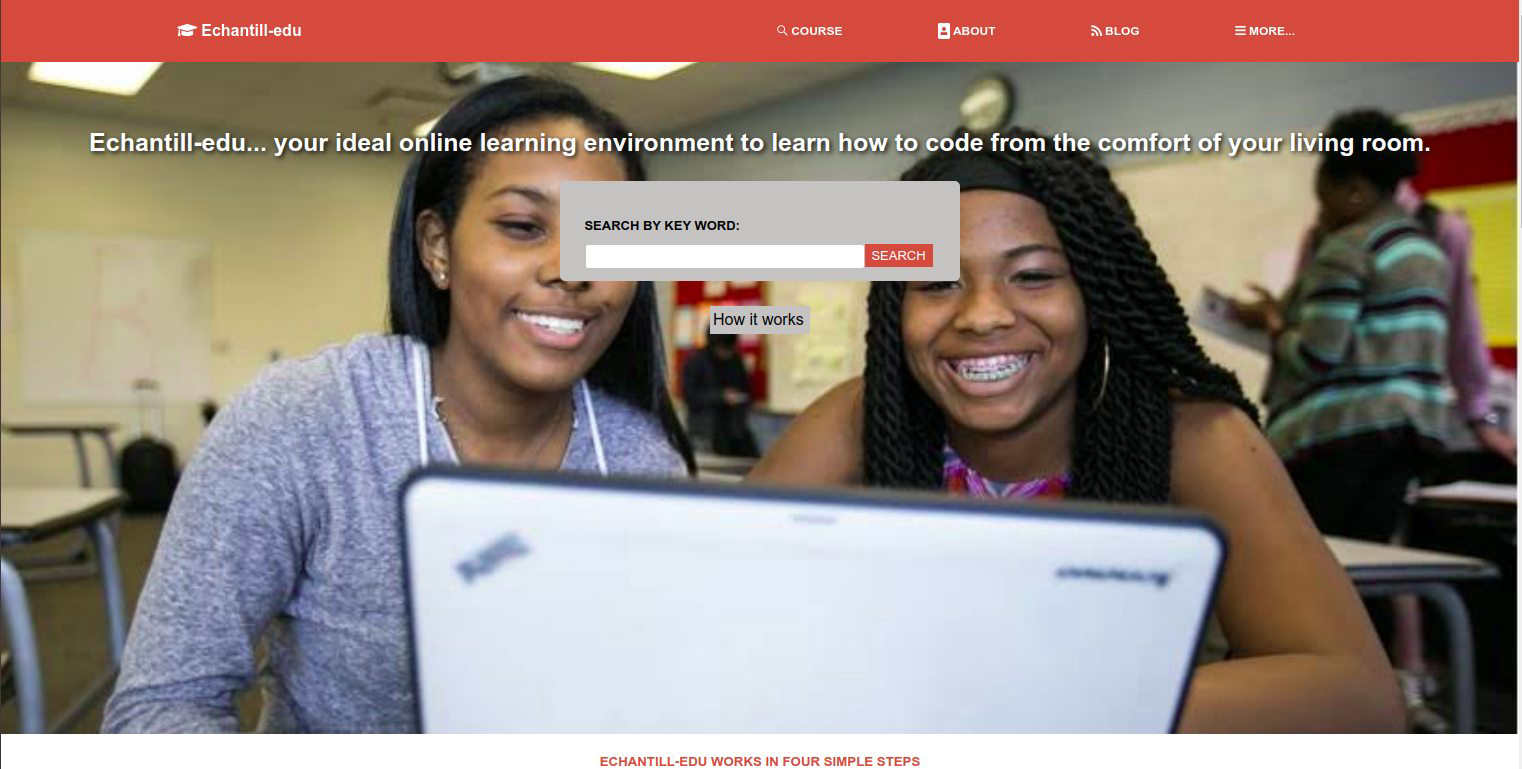 Echantill-edu
COURSE
ABOUT
BLOG
MORE...
Echantill-edu... your ideal online learning environment to learn how to code from the comfort of your living room.
SEARCH BY KEY WORD:
SEARCH
How it works
ECHANTILL-EDU WORKS IN FOUR SIMPLE STEPS